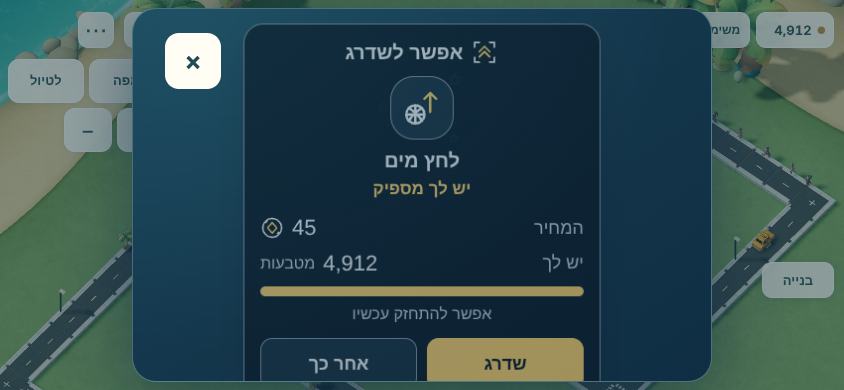 4,912
משימ
…
לטיול
פה
–
×
אפשר לשדרג
לחץ מים
יש לך מספיק
המחיר 45
יש לך 4,912 מטבעות
אפשר להתחזק עכשיו
שדרג
אחר כך
בנייה